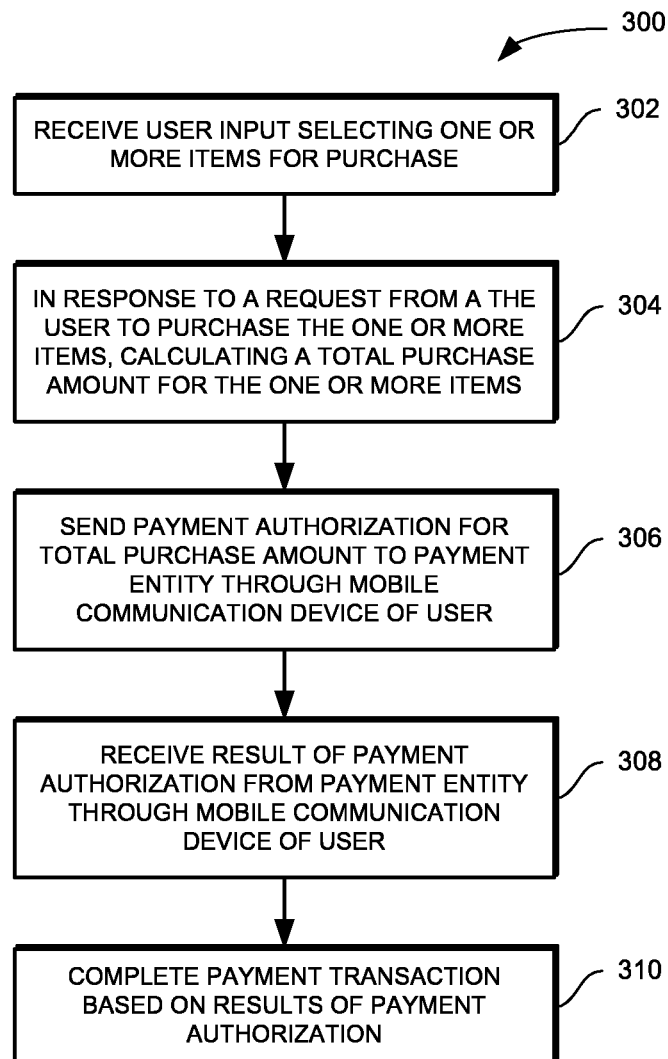 300
RECEIVE USER INPUT SELECTING ONE OR
MORE ITEMS FOR PURCHASE
302
IN RESPONSE TO A REQUEST FROM A THE
USER TO PURCHASE THE ONE OR MORE
ITEMS, CALCULATING A TOTAL PURCHASE
AMOUNT FOR THE ONE OR MORE ITEMS
304
SEND PAYMENT AUTHORIZATION FOR
TOTAL PURCHASE AMOUNT TO PAYMENT
ENTITY THROUGH MOBILE
COMMUNICATION DEVICE OF USER
306
RECEIVE RESULT OF PAYMENT
AUTHORIZATION FROM PAYMENT ENTITY
THROUGH MOBILE COMMUNICATION
DEVICE OF USER
308
COMPLETE PAYMENT TRANSACTION
BASED ON RESULTS OF PAYMENT
AUTHORIZATION
310